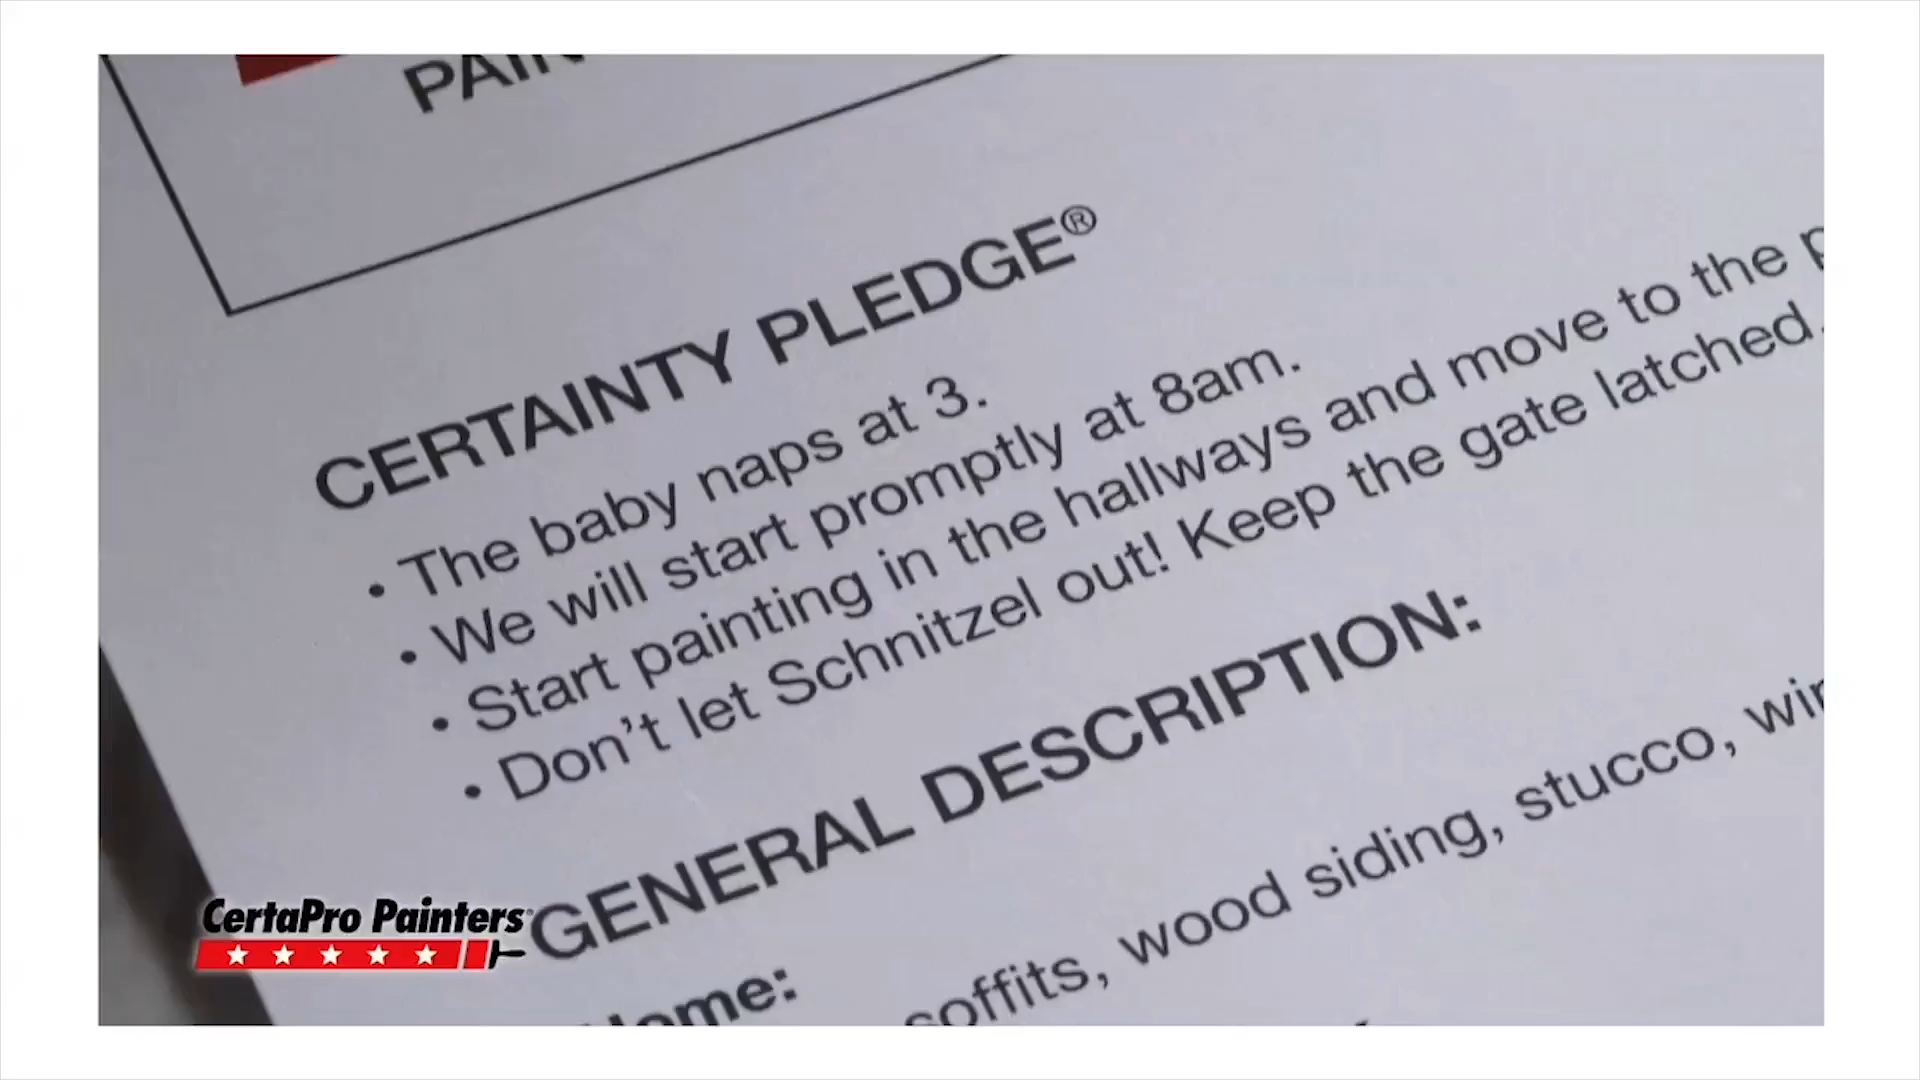 CERTAINTY PLEDGE®
• The baby naps at 3.
• We will start promptly at 8am.
• Start painting in the hallways and move to the
• Don't let Schnitzel out! Keep the gate latched.
GENERAL DESCRIPTION:
soffits, wood siding, stucco,
CertaPro Painters